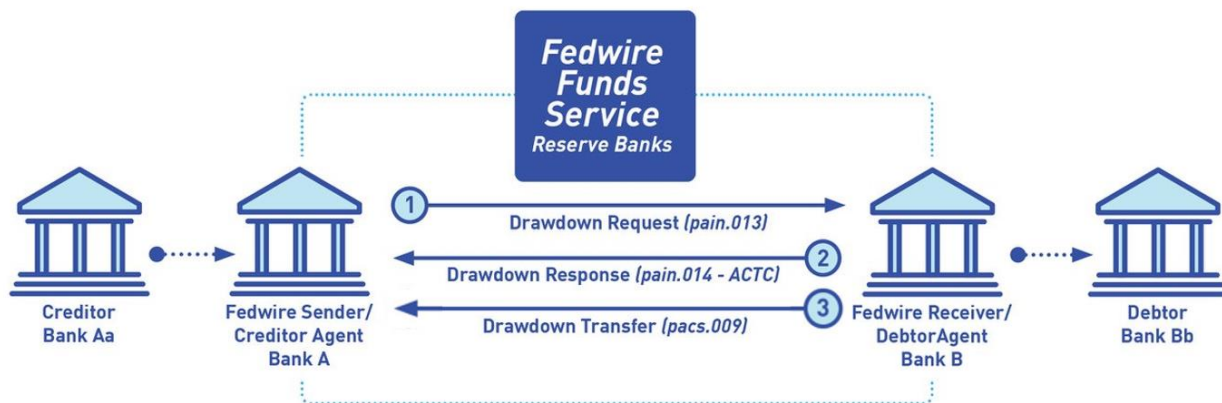 Fedwire
Funds
Service
Reserve Banks
1
Drawdown Request (pain.013)
2
Drawdown Response (pain.014 - ACTC)
3
Drawdown Transfer (pacs.009)
Creditor
Bank Aa
Fedwire Sender/
Creditor Agent
Bank A
Fedwire Receiver/
DebtorAgent
Bank B
Debtor
Bank Bb